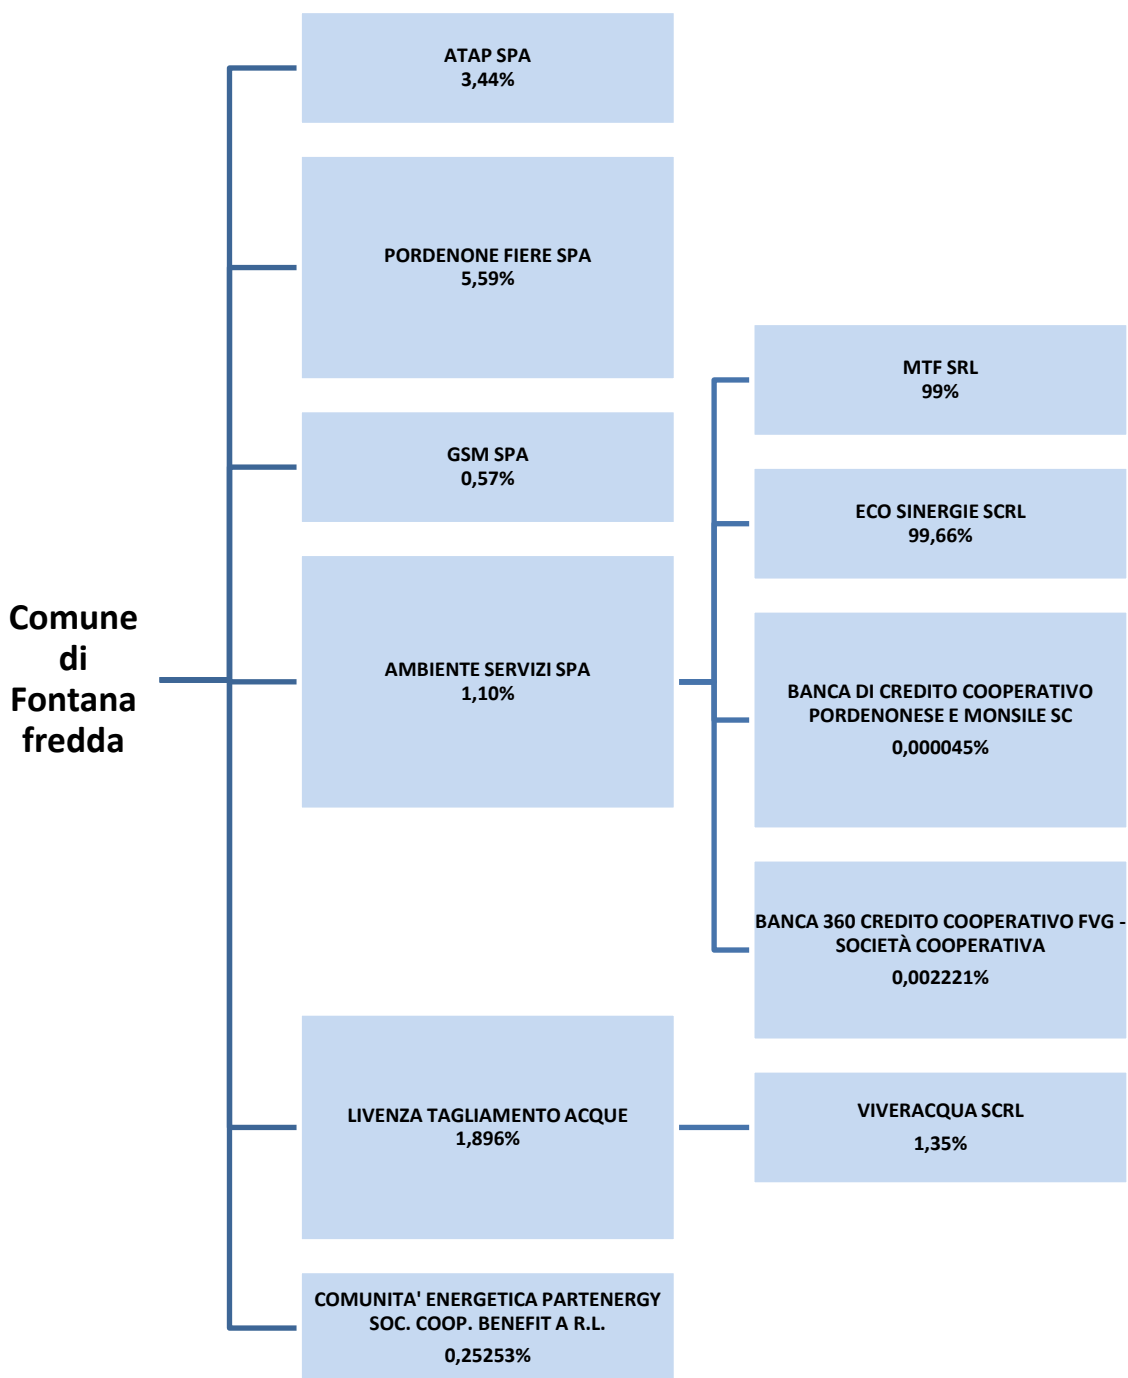 Comune
di
Fontana
fredda
ATAP SPA
3,44%
PORDENONE FIERE SPA
5,59%
GSM SPA
0,57%
AMBIENTE SERVIZI SPA
1,10%
MTF SRL
99%
ECO SINERGIE SCRL
99,66%
BANCA DI CREDITO COOPERATIVO
PORDENONESE E MONSILE SC
0,000045%
BANCA 360 CREDITO COOPERATIVO FVG -
SOCIETÀ COOPERATIVA
0,002221%
LIVENZA TAGLIAMENTO ACQUE
1,896%
VIVERACQUA SCRL
1,35%
COMUNITA' ENERGETICA PARTENERGY
SOC. COOP. BENEFIT A R.L.
0,25253%